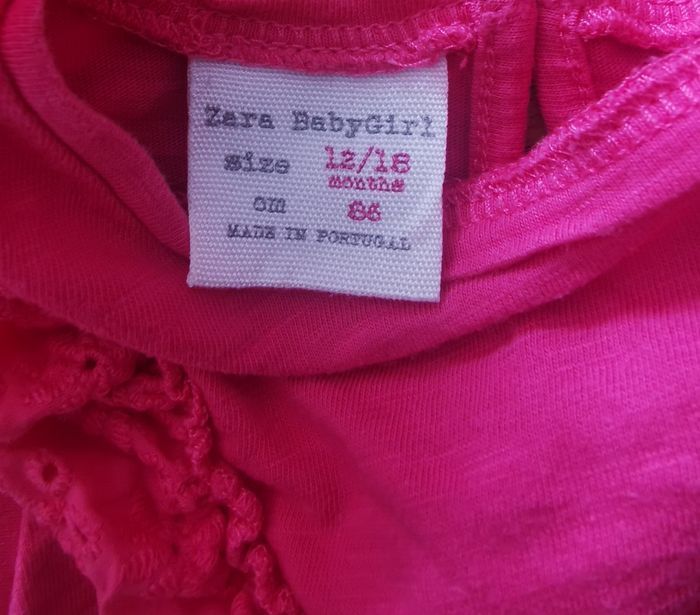 Zara BabyGirl
size 12/18
months
cm 86
MADE IN PORTUGAL